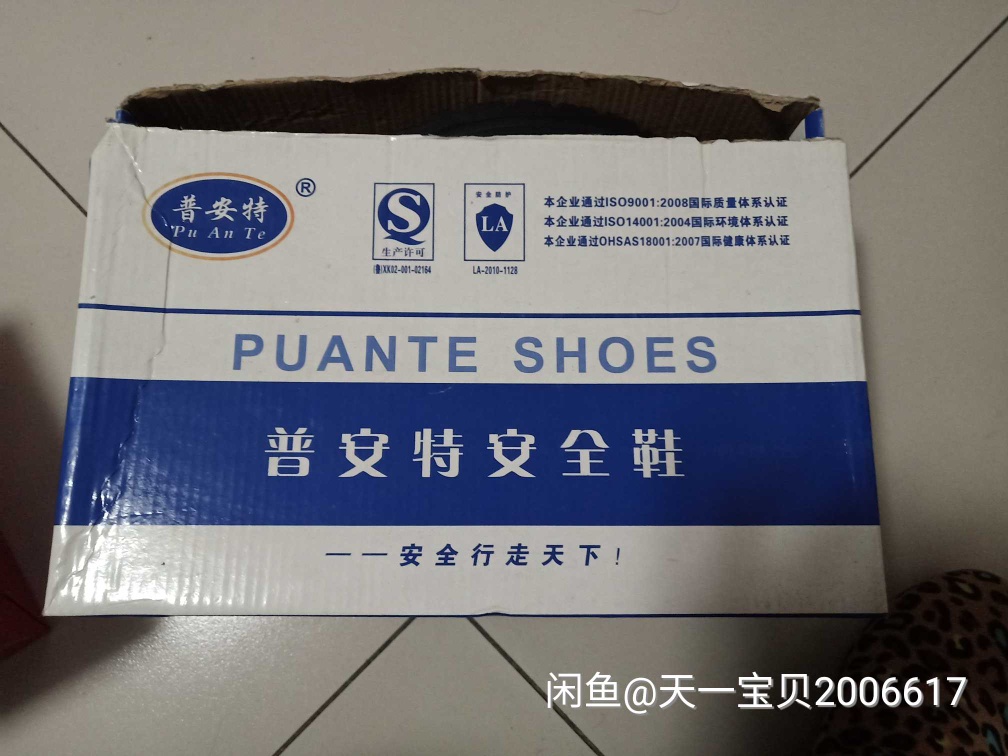 普安特
Pu An Te
®
S
生产许可
(鲁)XK02-001-02164
安全防护
LA
LA-2010-1128
本企业通过ISO9001:2008国际质量体系认证
本企业通过ISO14001:2004国际环境体系认证
本企业通过OHSAS18001:2007国际健康体系认证
PUANTE SHOES
普安特安全鞋
——安全行走天下!
闲鱼@天一宝贝2006617